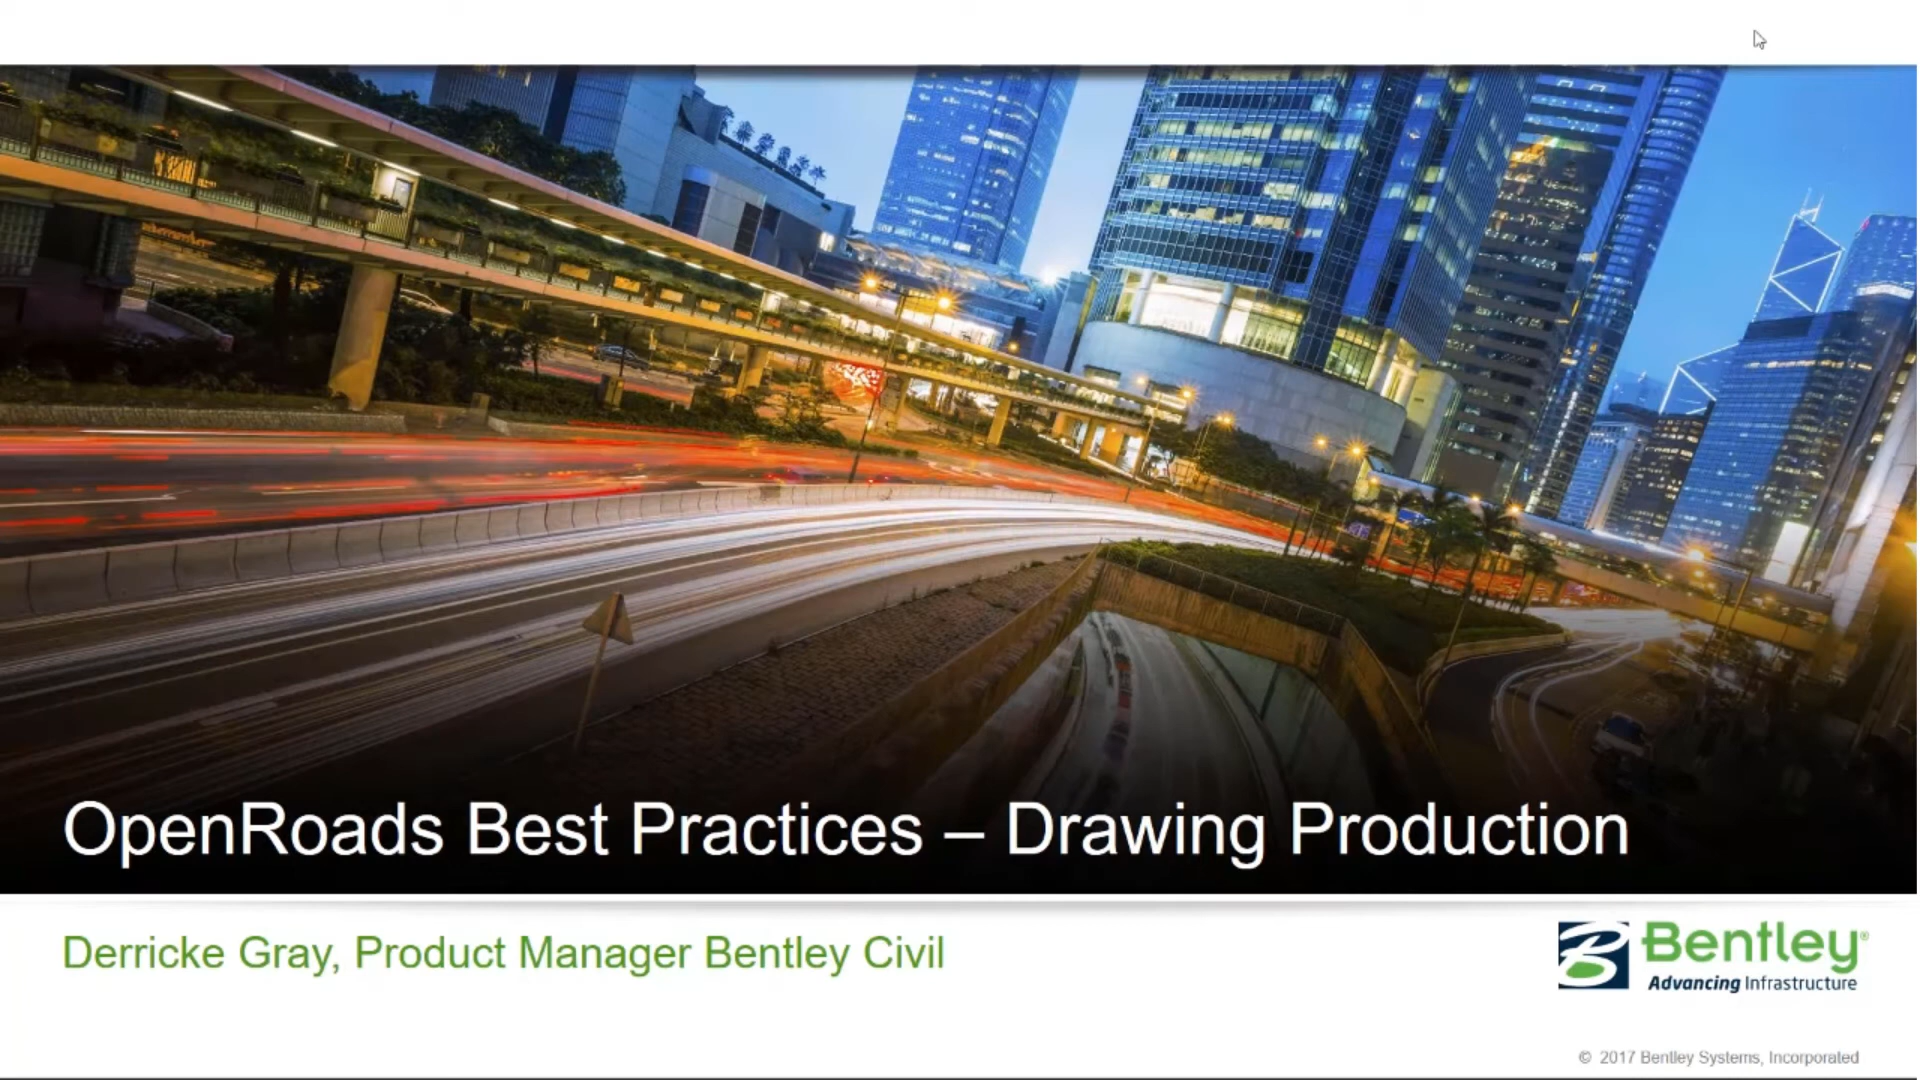 OpenRoads Best Practices – Drawing Production
Derricke Gray, Product Manager Bentley Civil
Bentley®
Advancing Infrastructure
© 2017 Bentley Systems, Incorporated